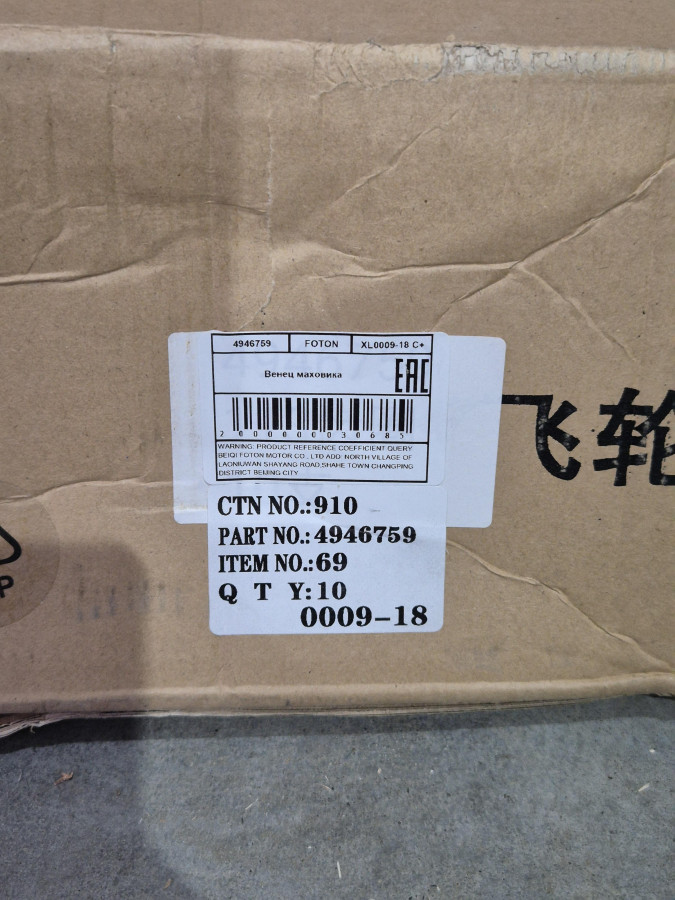 4946759 FOTON XL0009-18 C+
Венец маховика
EAC
2000000030685
WARNING: PRODUCT REFERENCE COEFFICIENT QUERY
BEIQI FOTON MOTOR CO., LTD ADD: NORTH VILLAGE OF
LAONIUWAN SHAYANG ROAD,SHAHE TOWN CHANGPING
DISTRICT BEIJING CITY
飞轮
CTN NO.:910
PART NO.:4946759
ITEM NO.:69
Q T Y:10
0009-18
P